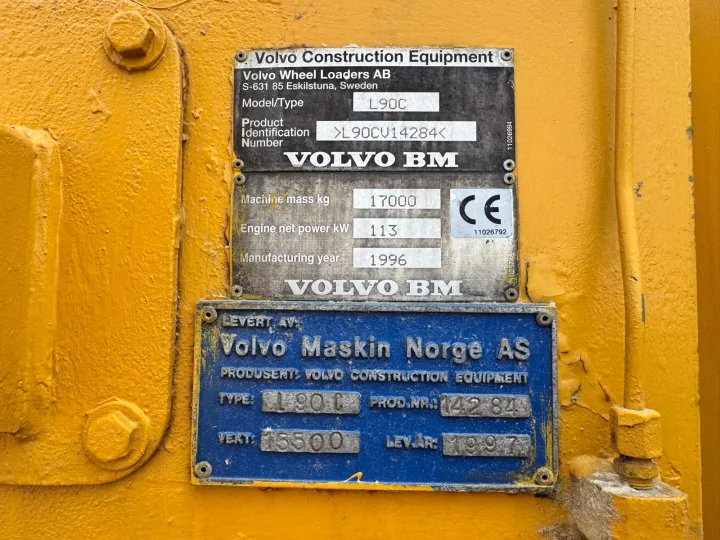 Volvo Construction Equipment
Volvo Wheel Loaders AB
S-631 85 Eskilstuna, Sweden
Model/Type L90C
Product Identification Number >L90CV14284<
VOLVO BM
11026994
Machine mass kg 17000
Engine net power kW 113
Manufacturing year 1996
VOLVO BM
CE
11026792
LEVERT AV:
Volvo Maskin Norge AS
PRODUSENT: VOLVO CONSTRUCTION EQUIPMENT
TYPE: L90C PROD.NR.: 14284
VEKT: 15500 LEV.ÅR: 1997